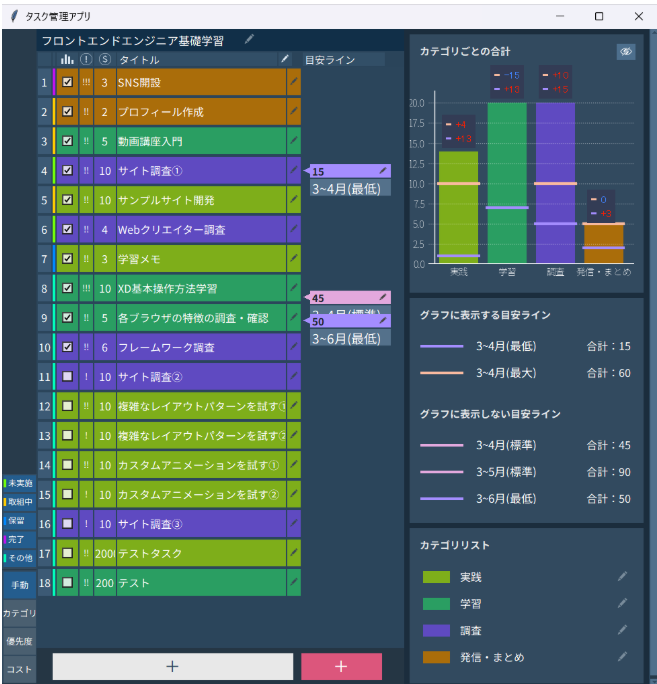 タスク管理アプリ
フロントエンドエンジニア基礎学習
! S タイトル 目安ライン
1 !!! 3 SNS開設
2 !! 2 プロフィール作成
3 !! 5 動画講座入門
4 !! 10 サイト調査①
15
3~4月(最低)
5 !! 10 サンプルサイト開発
6 !! 4 Webクリエイター調査
7 !! 3 学習メモ
8 !!! 10 XD基本操作方法学習
45
9 !! 5 各ブラウザの特徴の調査・確認
50
3~6月(最低)
10 !! 6 フレームワーク調査
11 ! 10 サイト調査②
12 !! 10 複雑なレイアウトパターンを試す①
13 ! 10 複雑なレイアウトパターンを試す②
14 !! 10 カスタムアニメーションを試す①
15 ! 10 カスタムアニメーションを試す②
16 ! 10 サイト調査③
17 !! 200 テストタスク
18 !! 200 テスト
未実施
取組中
保留
完了
その他
手動
カテゴリ
優先度
コスト
+
+
カテゴリごとの合計
-15
+13
+10
+15
+4
+13
0
+3
20.0
17.5
15.0
12.5
10.0
7.5
5.0
2.5
0.0
実践 学習 調査 発信・まとめ
グラフに表示する目安ライン
3~4月(最低) 合計：15
3~4月(最大) 合計：60
グラフに表示しない目安ライン
3~4月(標準) 合計：45
3~5月(標準) 合計：90
3~6月(最低) 合計：50
カテゴリリスト
実践
学習
調査
発信・まとめ